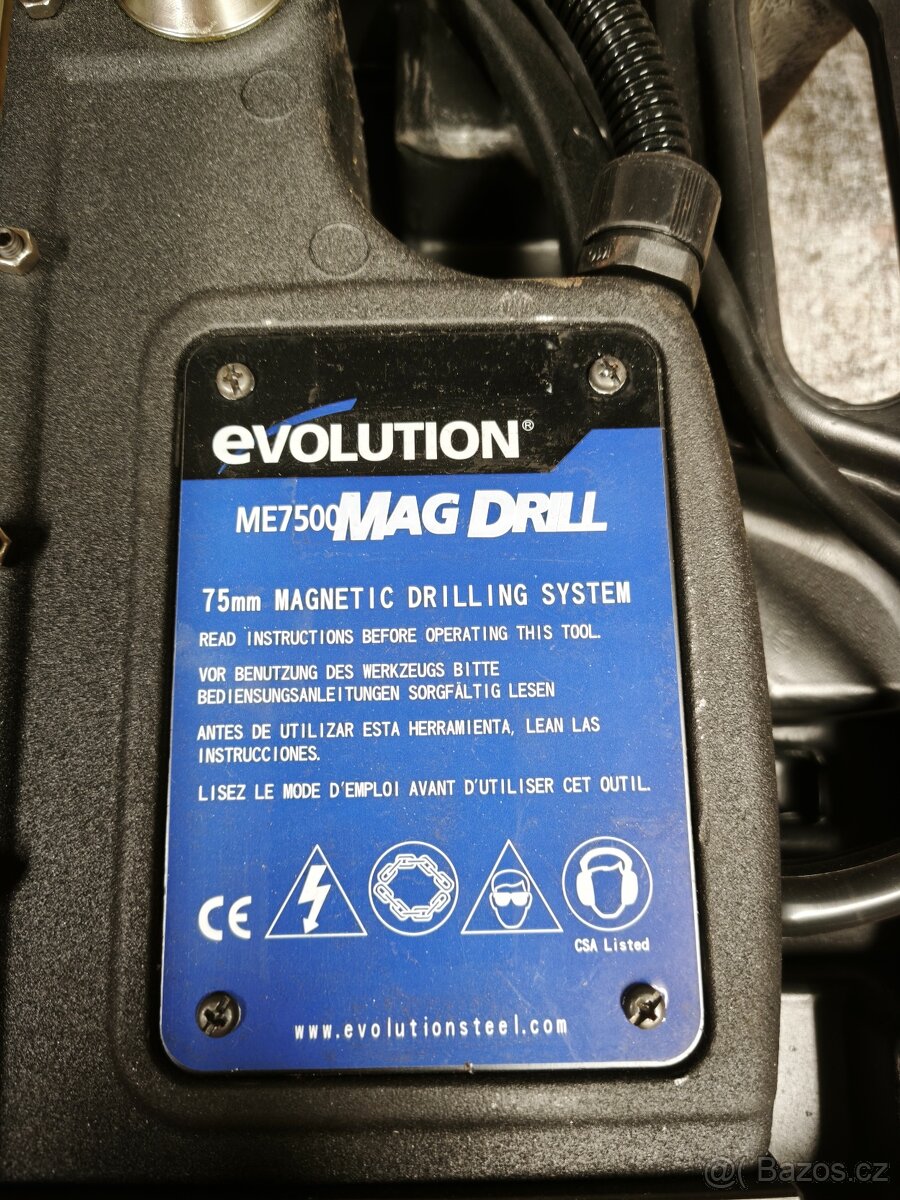 evolution®
ME7500 MAG DRILL
75mm MAGNETIC DRILLING SYSTEM
READ INSTRUCTIONS BEFORE OPERATING THIS TOOL.
VOR BENUTZUNG DES WERKZEUGS BITTE
BEDIENSUNGSANLEITUNGEN SORGFÄLTIG LESEN
ANTES DE UTILIZAR ESTA HERRAMIENTA, LEAN LAS
INSTRUCCIONES.
LISEZ LE MODE D'EMPLOI AVANT D'UTILISER CET OUTIL.
CE
CSA Listed
www.evolutionsteel.com
@( Bazos.cz